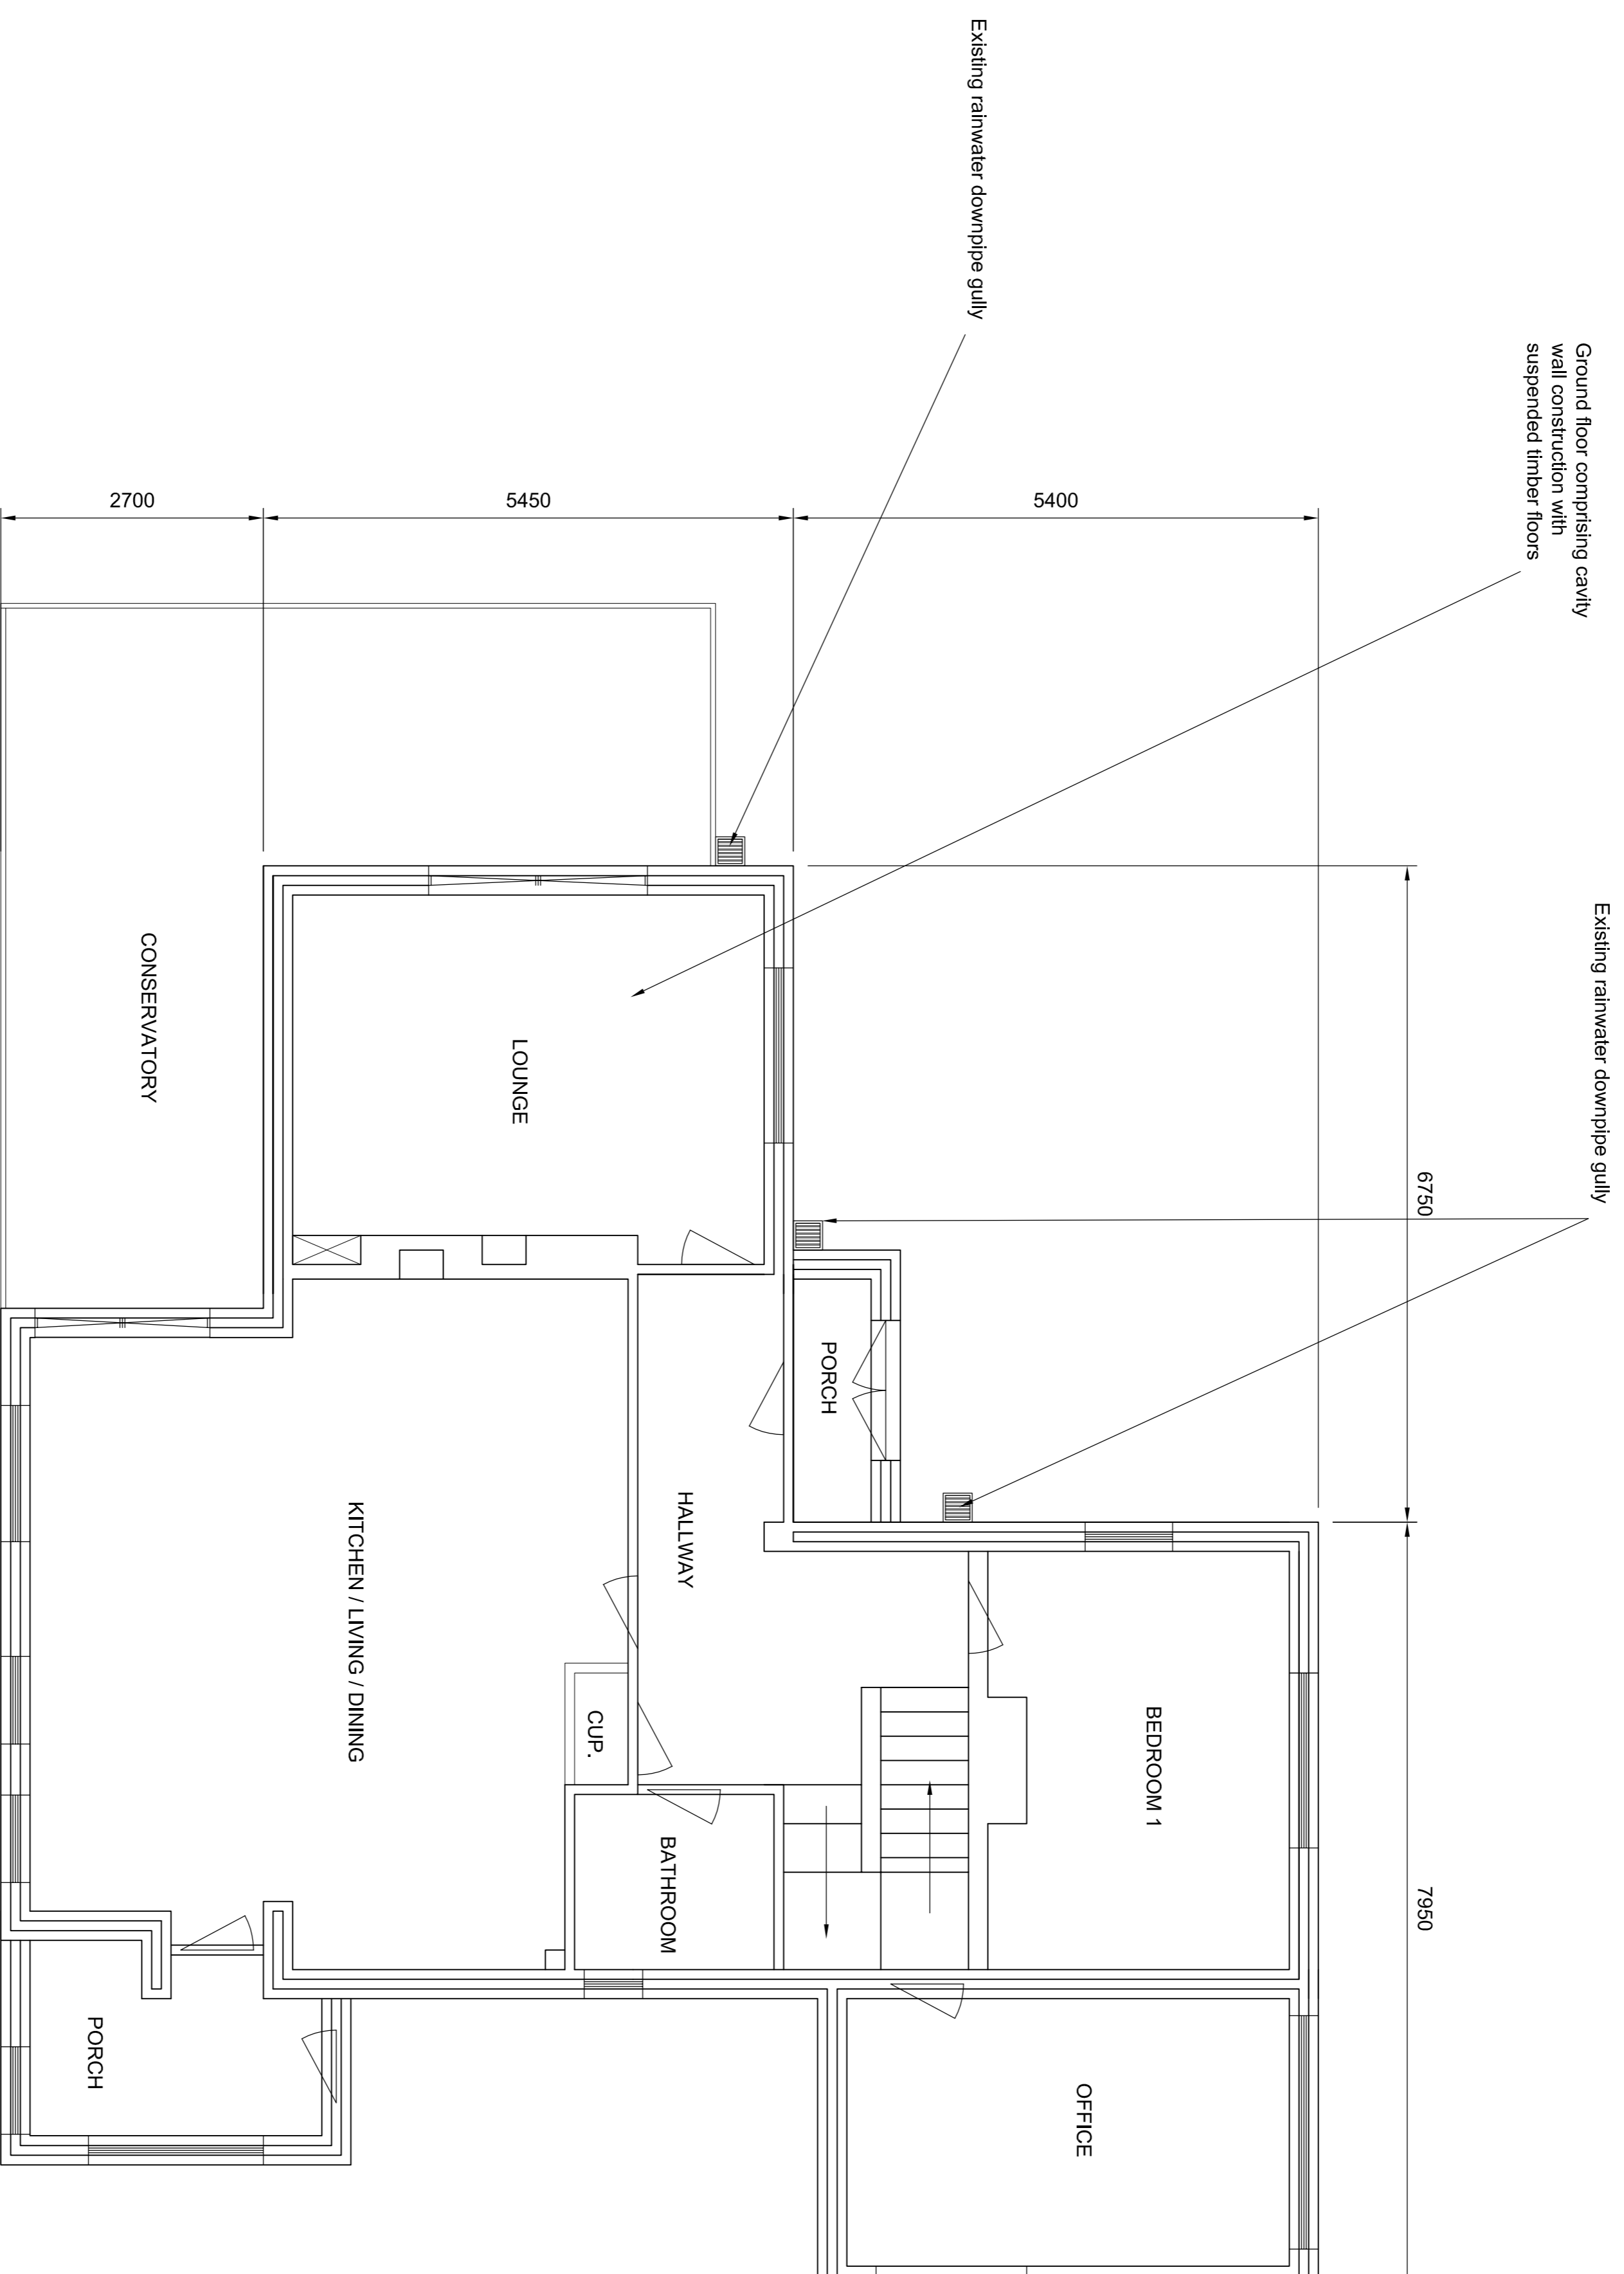 Existing rainwater downpipe gully
Ground floor comprising cavity
wall construction with
suspended timber floors
Existing rainwater downpipe gully
2700
5450
5400
6750
7950
CONSERVATORY
LOUNGE
PORCH
HALLWAY
KITCHEN / LIVING / DINING
CUP.
BEDROOM 1
BATHROOM
PORCH
OFFICE